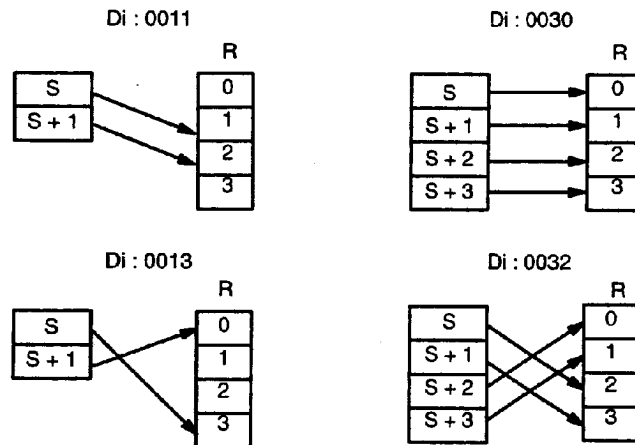 Di : 0011
R
S
S + 1
0
1
2
3
Di : 0030
R
S
S + 1
S + 2
S + 3
0
1
2
3
Di : 0013
R
S
S + 1
0
1
2
3
Di : 0032
R
S
S + 1
S + 2
S + 3
0
1
2
3